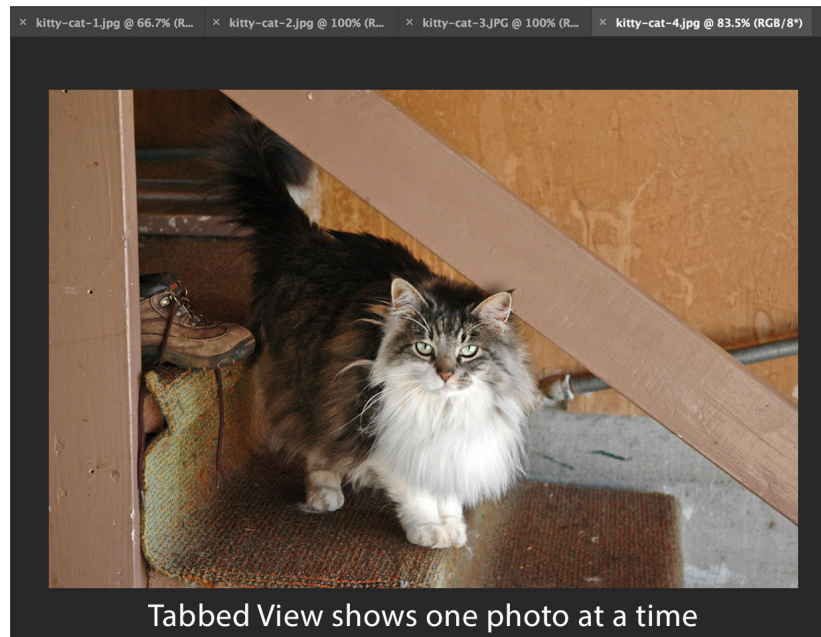 × kitty-cat-1.jpg @ 66.7% (R... × kitty-cat-2.jpg @ 100% (R... × kitty-cat-3.JPG @ 100% (R... × kitty-cat-4.jpg @ 83.5% (RGB/8*)
Tabbed View shows one photo at a time